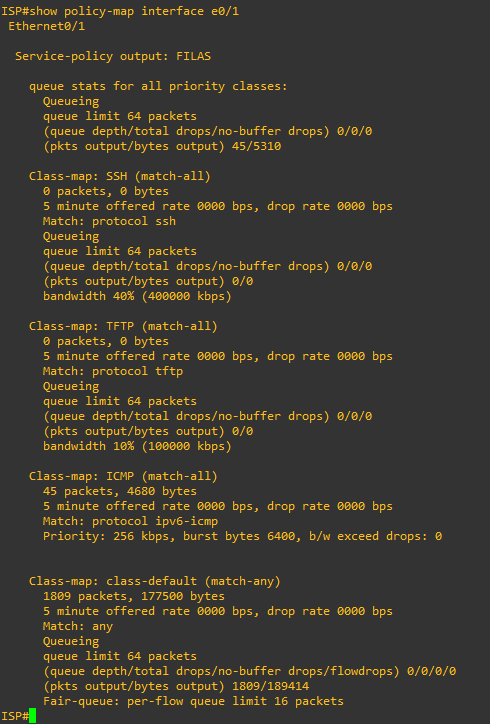 ISP#show policy-map interface e0/1
Ethernet0/1
Service-policy output: FILAS
queue stats for all priority classes:
Queueing
queue limit 64 packets
(queue depth/total drops/no-buffer drops) 0/0/0
(pkts output/bytes output) 45/5310
Class-map: SSH (match-all)
0 packets, 0 bytes
5 minute offered rate 0000 bps, drop rate 0000 bps
Match: protocol ssh
Queueing
queue limit 64 packets
(queue depth/total drops/no-buffer drops) 0/0/0
(pkts output/bytes output) 0/0
bandwidth 40% (400000 kbps)
Class-map: TFTP (match-all)
0 packets, 0 bytes
5 minute offered rate 0000 bps, drop rate 0000 bps
Match: protocol tftp
Queueing
queue limit 64 packets
(queue depth/total drops/no-buffer drops) 0/0/0
(pkts output/bytes output) 0/0
bandwidth 10% (100000 kbps)
Class-map: ICMP (match-all)
45 packets, 4680 bytes
5 minute offered rate 0000 bps, drop rate 0000 bps
Match: protocol ipv6-icmp
Priority: 256 kbps, burst bytes 6400, b/w exceed drops: 0
Class-map: class-default (match-any)
1809 packets, 177500 bytes
5 minute offered rate 0000 bps, drop rate 0000 bps
Match: any
Queueing
queue limit 64 packets
(queue depth/total drops/no-buffer drops/flowdrops) 0/0/0/0
(pkts output/bytes output) 1809/189414
Fair-queue: per-flow queue limit 16 packets
ISP#